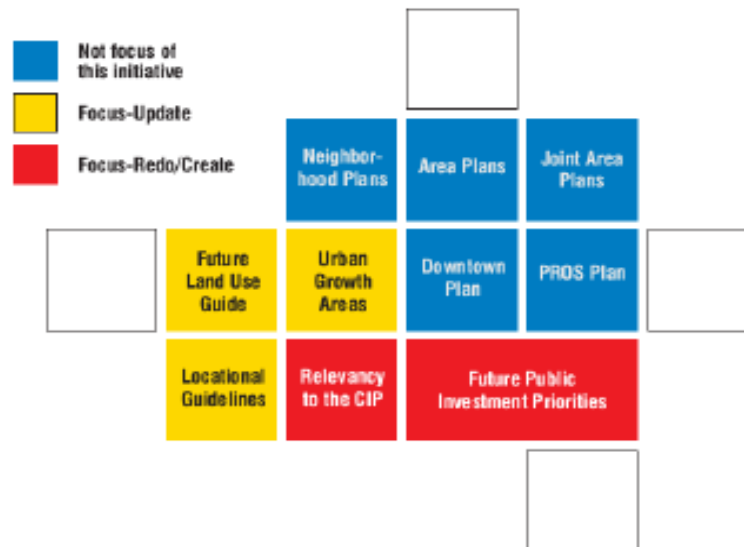 Not focus of
this initiative
Focus-Update
Focus-Redo/Create
Neighbor-
hood Plans
Area Plans
Joint Area
Plans
Future
Land Use
Guide
Urban
Growth
Areas
Downtown
Plan
PROS Plan
Locational
Guidelines
Relevancy
to the CIP
Future Public
Investment Priorities